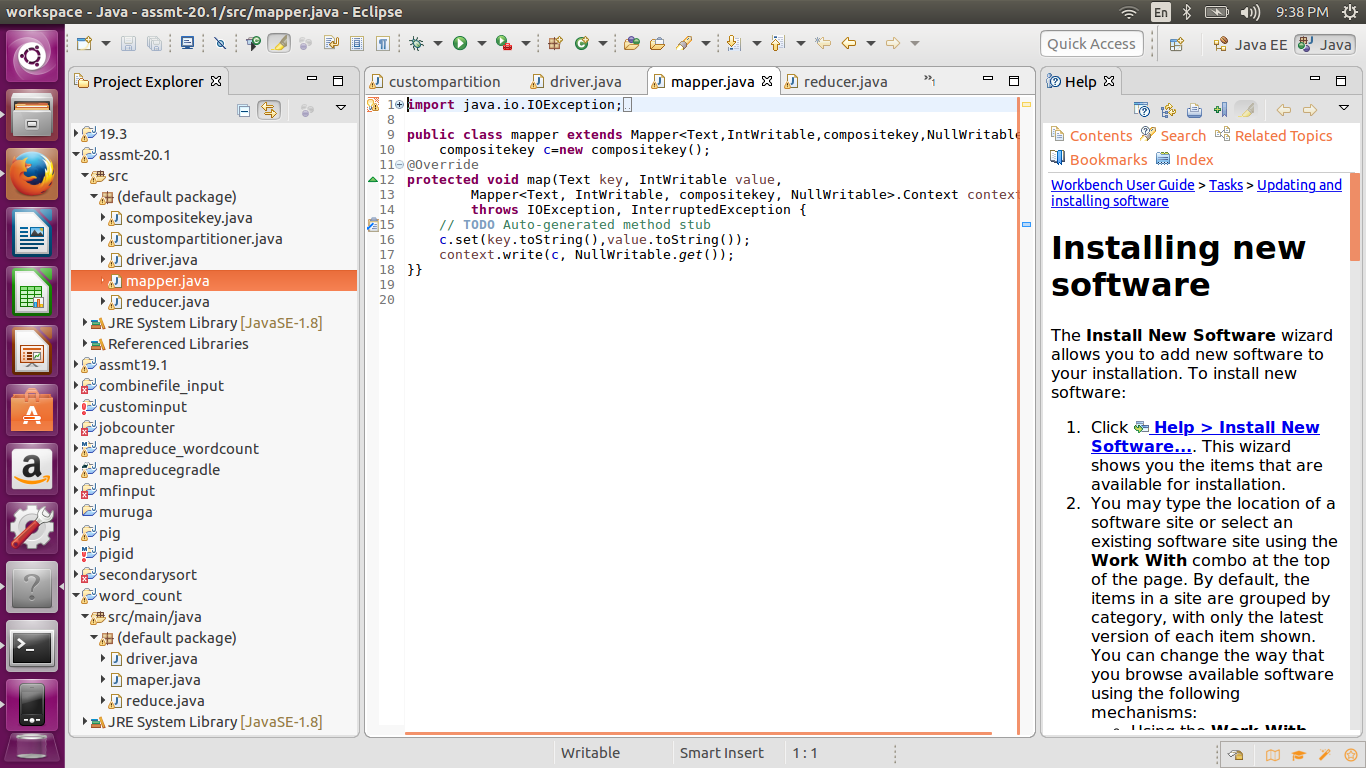 workspace - Java - assmt-20.1/src/mapper.java - Eclipse
En
9:38 PM
Quick Access
Java EE
Java
Project Explorer
19.3
assmt-20.1
src
(default package)
compositekey.java
custompartitioner.java
driver.java
mapper.java
reducer.java
JRE System Library [JavaSE-1.8]
Referenced Libraries
assmt19.1
combinefile_input
custominput
jobcounter
mapreduce_wordcount
mapreducegradle
mfinput
muruga
pig
pigid
secondarysort
word_count
src/main/java
(default package)
driver.java
maper.java
reduce.java
JRE System Library [JavaSE-1.8]
custompartition
driver.java
mapper.java
reducer.java
»1
1 import java.io.IOException;
8
9 public class mapper extends Mapper<Text,IntWritable,compositekey,NullWritable
10 compositekey c=new compositekey();
11 @Override
12 protected void map(Text key, IntWritable value,
13 Mapper<Text, IntWritable, compositekey, NullWritable>.Context context
14 throws IOException, InterruptedException {
15 // TODO Auto-generated method stub
16 c.set(key.toString(),value.toString());
17 context.write(c, NullWritable.get());
18 }}
19
20
Help
Contents Search Related Topics
Bookmarks Index
Workbench User Guide > Tasks > Updating and
installing software
Installing new
software
The Install New Software wizard
allows you to add new software to
your installation. To install new
software:
1. Click Help > Install New
Software.... This wizard
shows you the items that are
available for installation.
2. You may type the location of a
software site or select an
existing software site using the
Work With combo at the top
of the page. By default, the
items in a site are grouped by
category, with only the latest
version of each item shown.
You can change the way that
you browse available software
using the following
mechanisms:
Using the Work With
Writable
Smart Insert
1 : 1